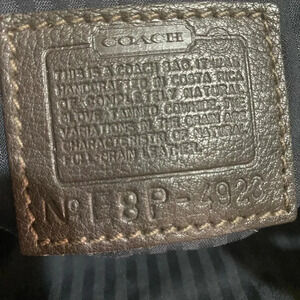 COACH
THIS IS A COACH BAG. IT WAS
HANDCRAFTED IN COSTA RICA
OF COMPLETELY NATURAL
GLOVE TANNED COWHIDE. THE
VARIATIONS IN THE GRAIN ARE
CHARACTERISTIC OF NATURAL
FULL GRAIN LEATHER.
No E8P-4923